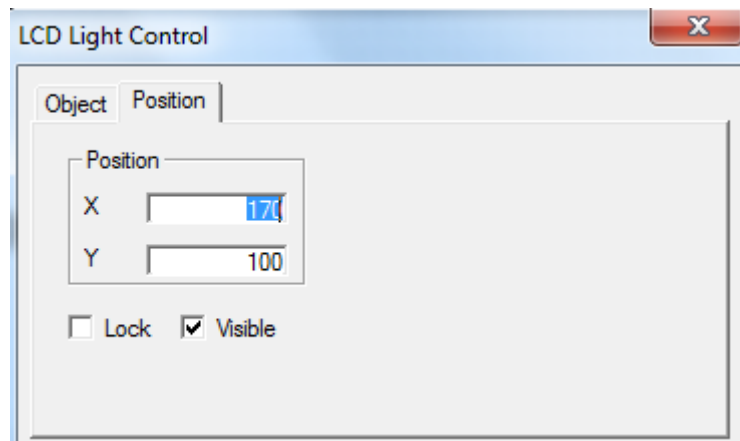 LCD Light Control
Object Position
Position
X 170
Y 100
Lock Visible